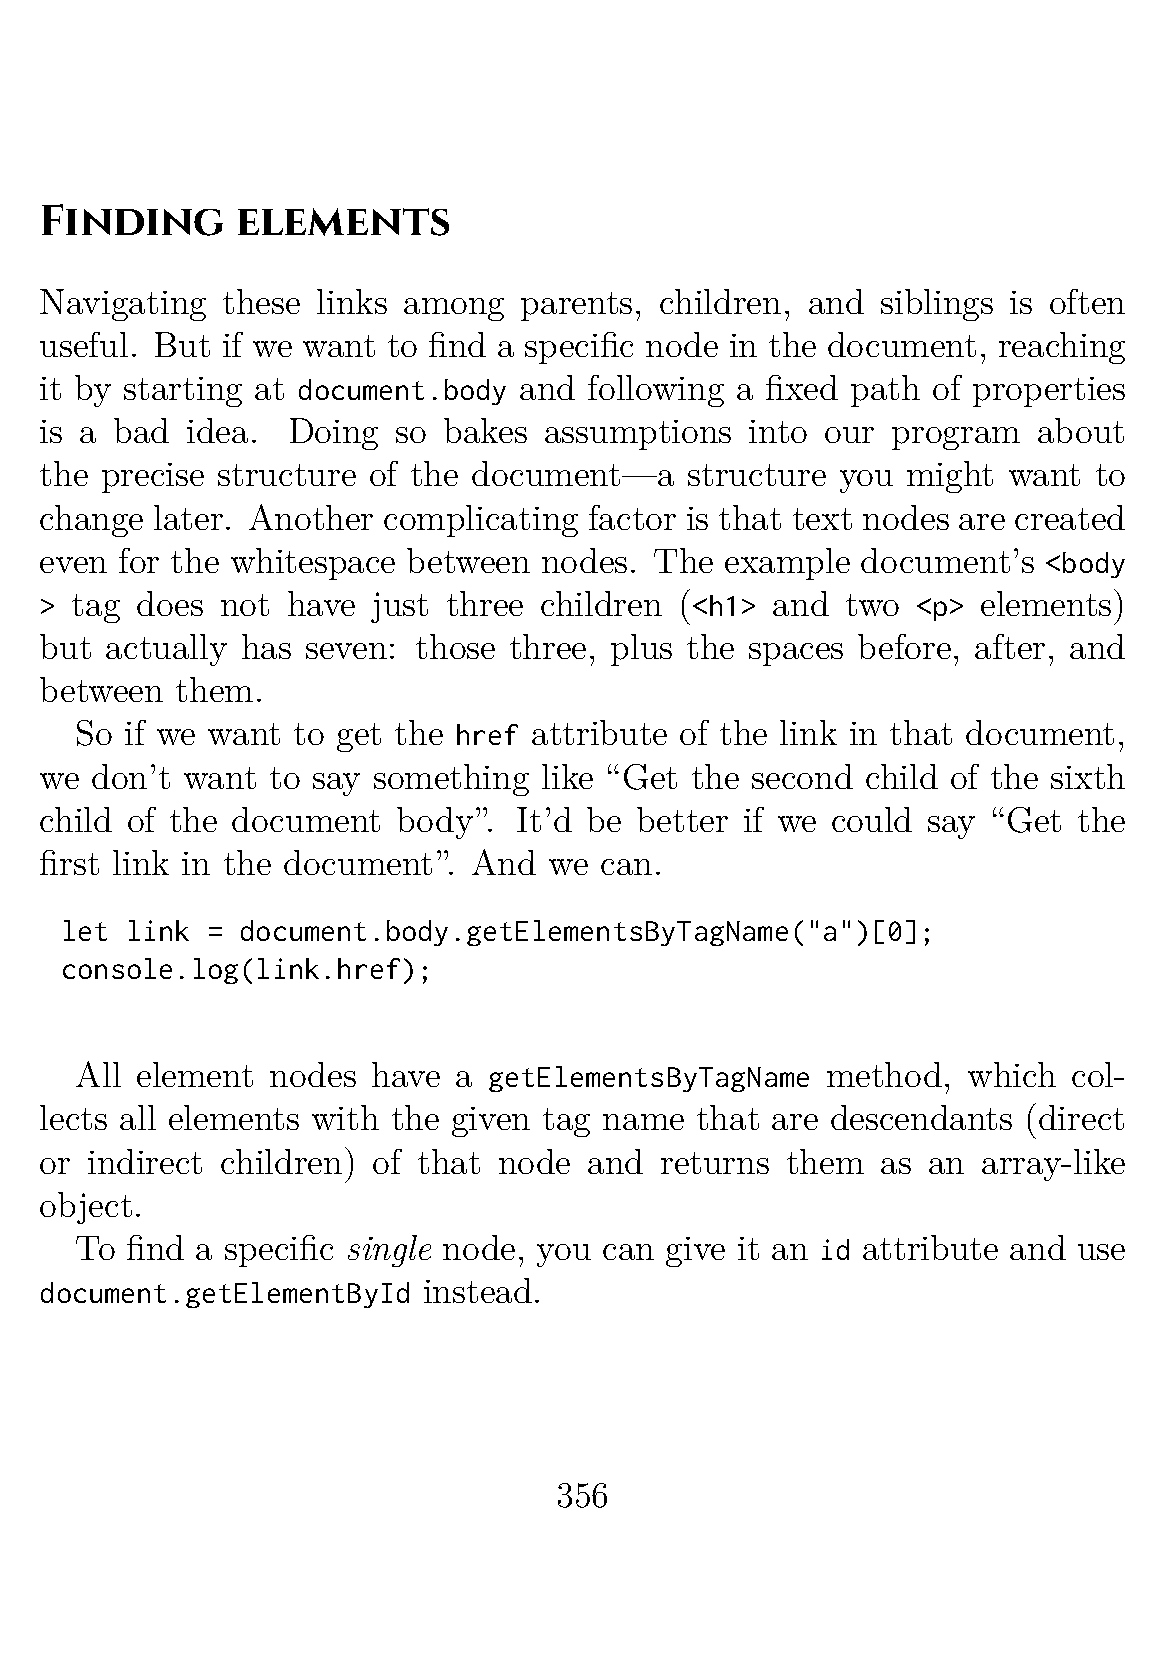 Finding elements
Navigating these links among parents, children, and siblings is often
useful. But if we want to find a specific node in the document, reaching
it by starting at document.body and following a fixed path of properties
is a bad idea. Doing so bakes assumptions into our program about
the precise structure of the document—a structure you might want to
change later. Another complicating factor is that text nodes are created
even for the whitespace between nodes. The example document’s <body
> tag does not have just three children (<h1> and two <p> elements)
but actually has seven: those three, plus the spaces before, after, and
between them.
So if we want to get the href attribute of the link in that document,
we don’t want to say something like “Get the second child of the sixth
child of the document body”. It’d be better if we could say “Get the
first link in the document”. And we can.
let link = document.body.getElementsByTagName("a")[0];
console.log(link.href);
All element nodes have a getElementsByTagName method, which col-
lects all elements with the given tag name that are descendants (direct
or indirect children) of that node and returns them as an array-like
object.
To find a specific single node, you can give it an id attribute and use
document.getElementById instead.
356